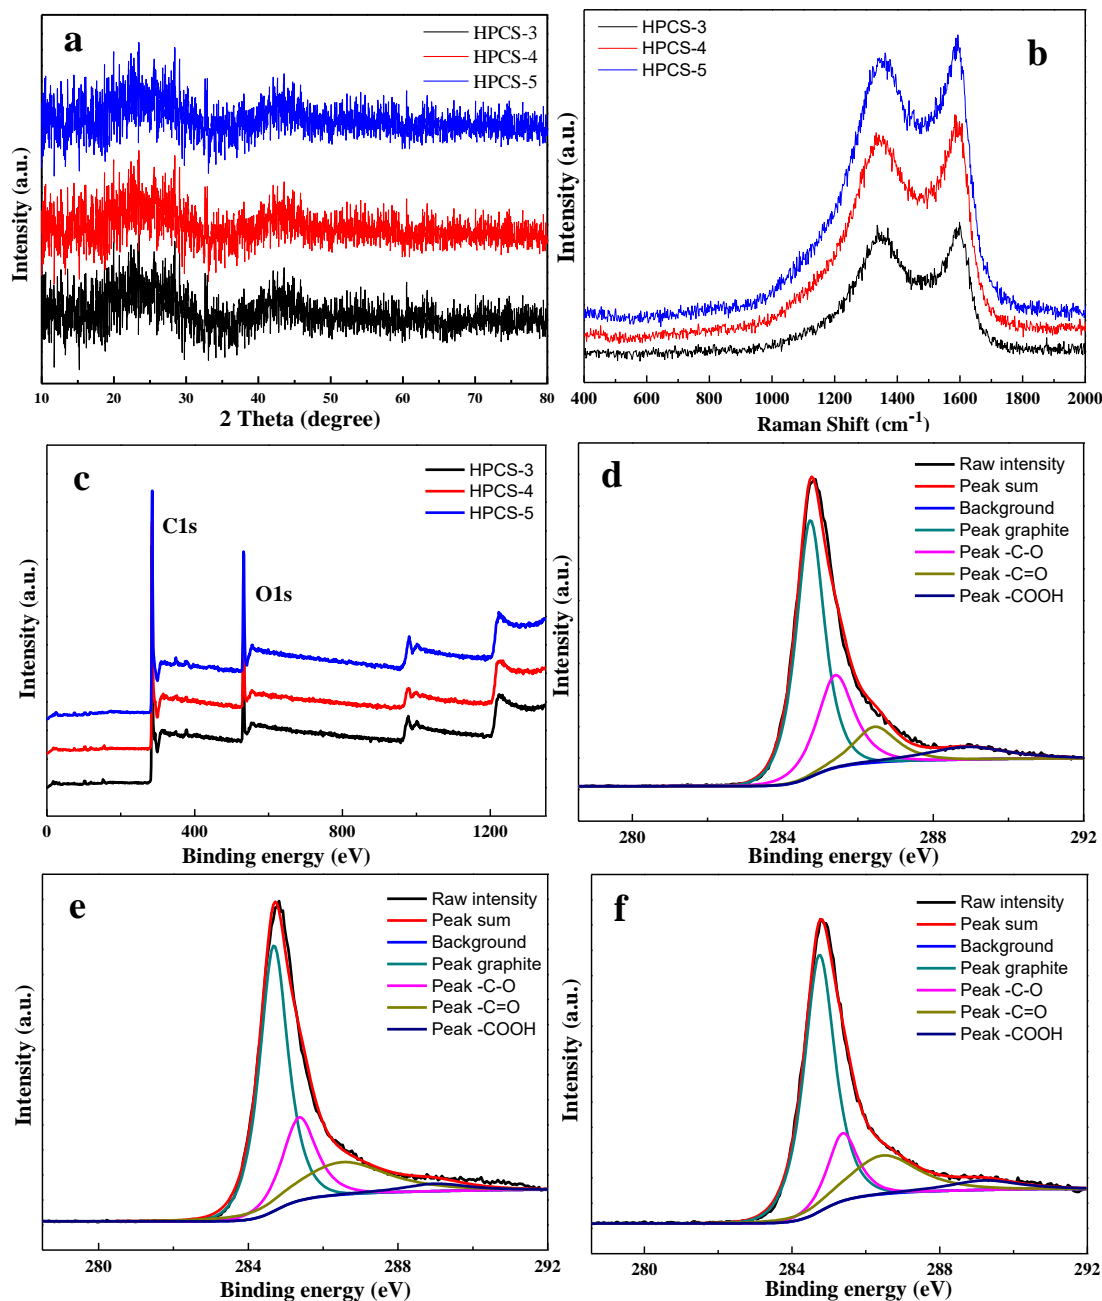 a
HPCS-3
HPCS-4
HPCS-5
Intensity (a.u.)
10 20 30 40 50 60 70 80
2 Theta (degree)
b
HPCS-3
HPCS-4
HPCS-5
Intensity (a.u.)
400 600 800 1000 1200 1400 1600 1800 2000
Raman Shift (cm⁻¹)
c
HPCS-3
HPCS-4
HPCS-5
C1s
O1s
Intensity (a.u.)
0 400 800 1200
Binding energy (eV)
d
Raw intensity
Peak sum
Background
Peak graphite
Peak -C-O
Peak -C=O
Peak -COOH
Intensity (a.u.)
280 284 288 292
Binding energy (eV)
e
Raw intensity
Peak sum
Background
Peak graphite
Peak -C-O
Peak -C=O
Peak -COOH
Intensity (a.u.)
280 284 288 292
Binding energy (eV)
f
Raw intensity
Peak sum
Background
Peak graphite
Peak -C-O
Peak -C=O
Peak -COOH
Intensity (a.u.)
280 284 288 292
Binding energy (eV)